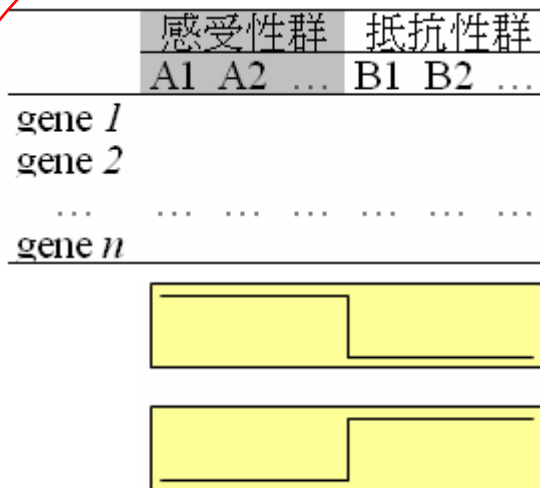 感受性群 抵抗性群
A1 A2 … B1 B2 …
gene 1
gene 2
… … … … … … …
gene n